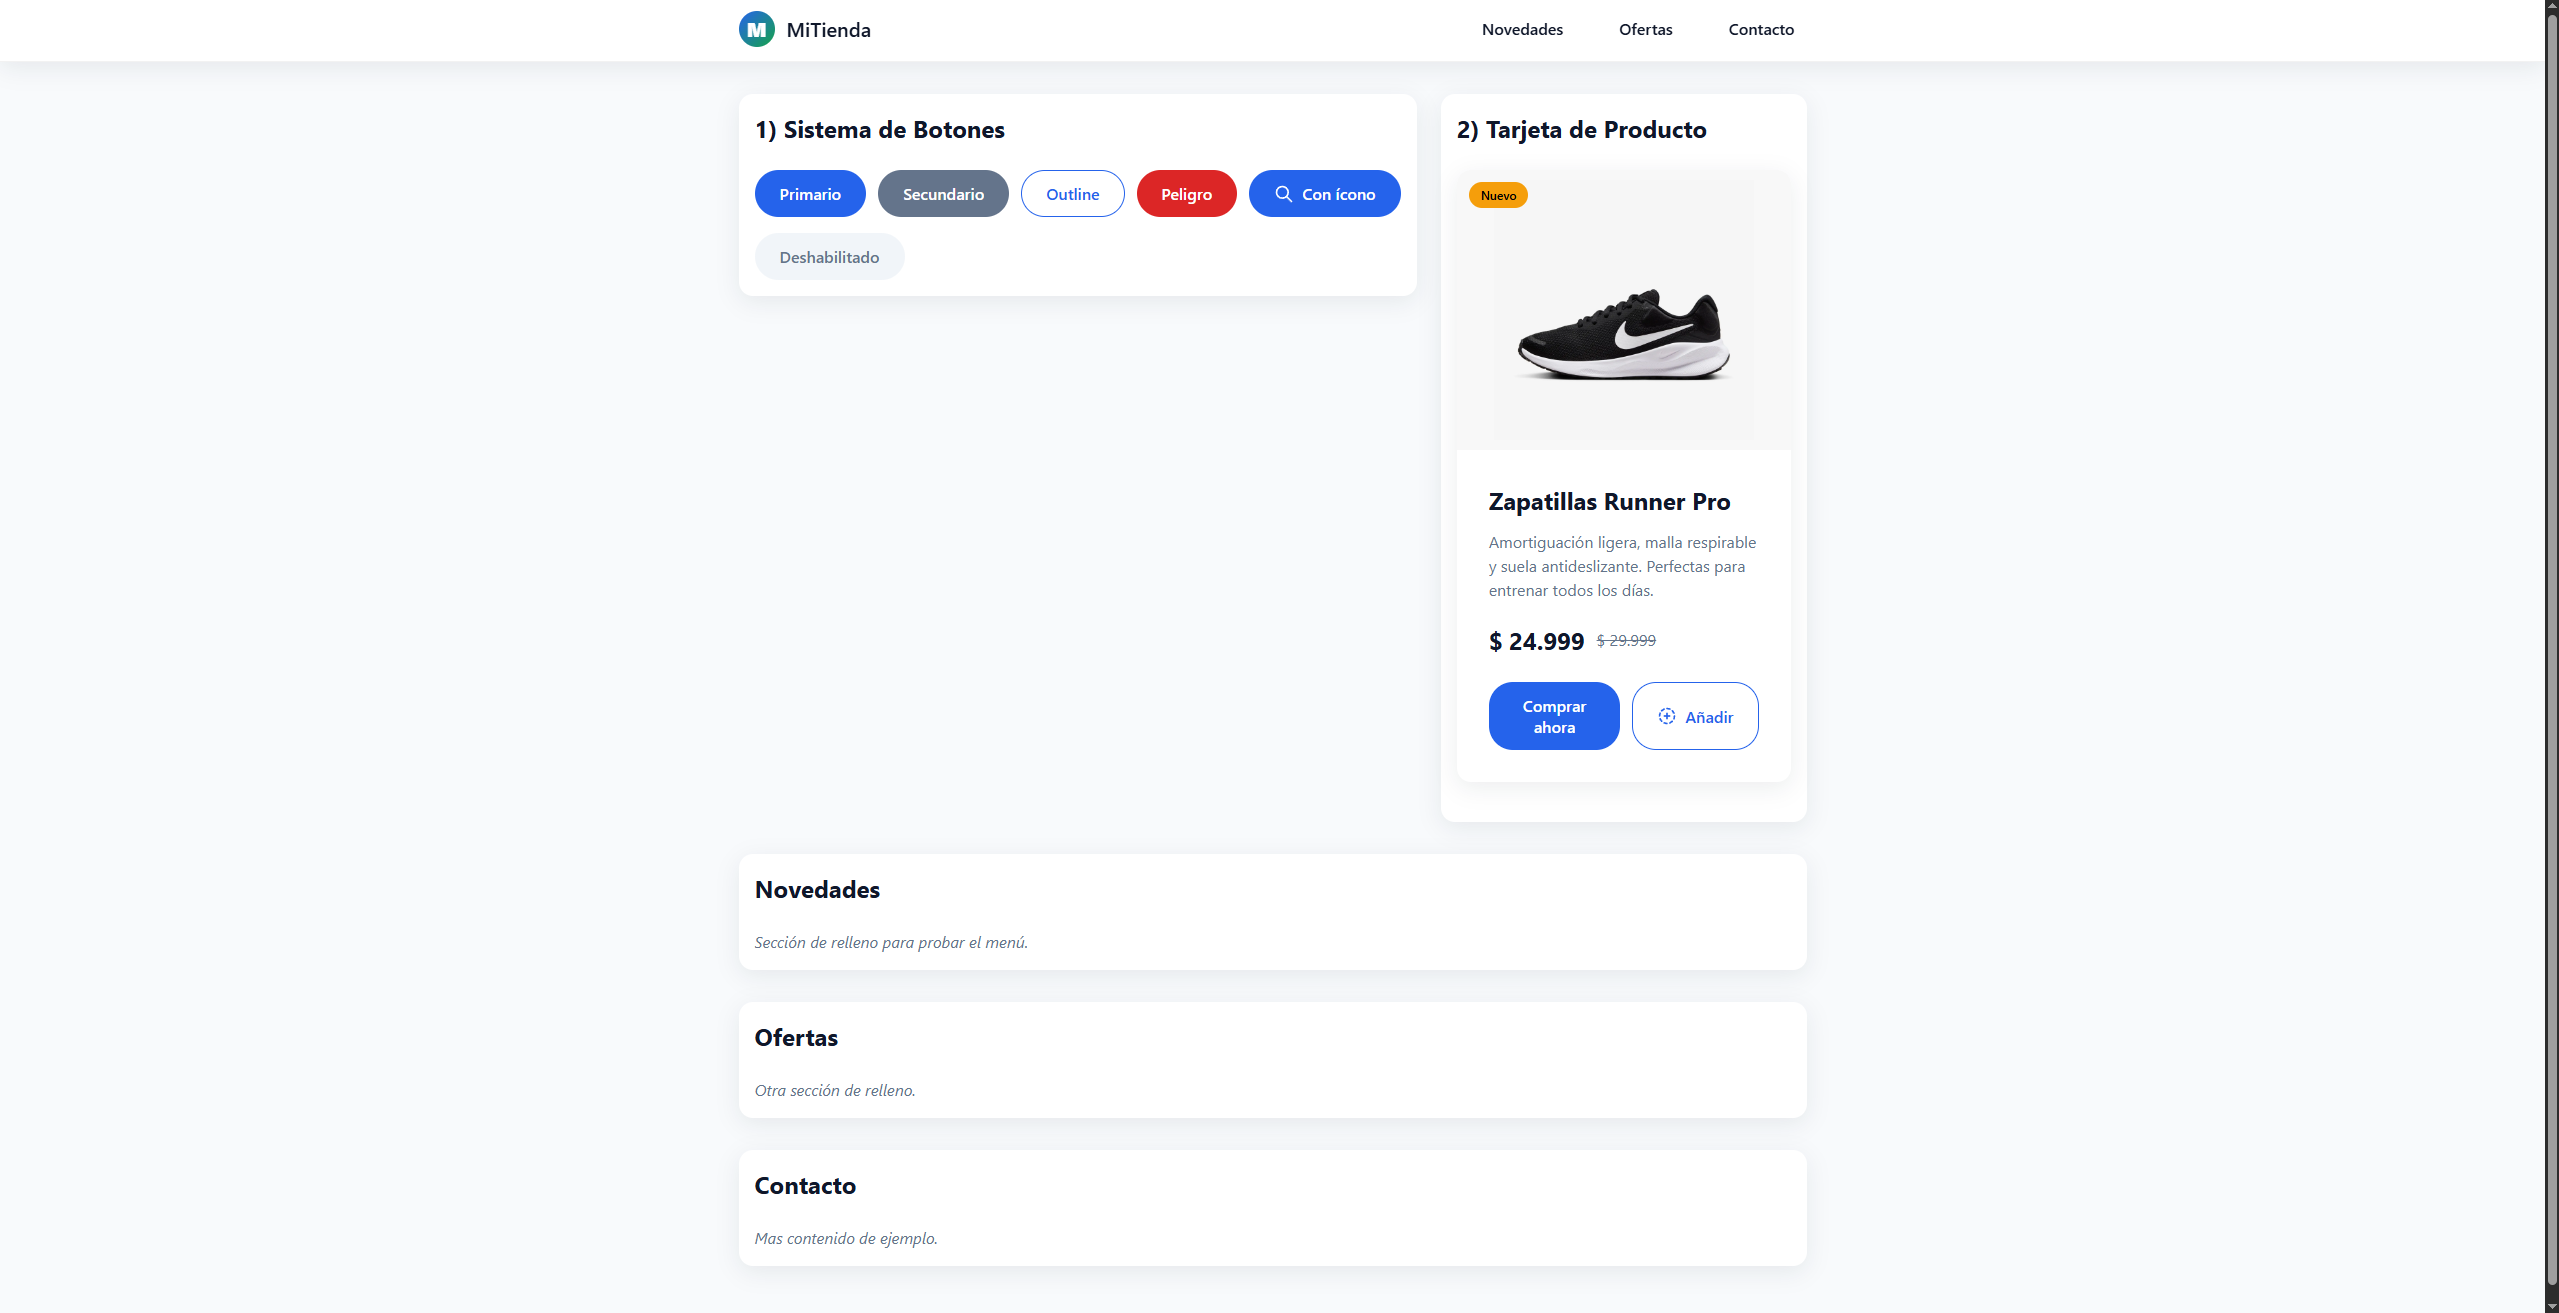 M MiTienda
Novedades Ofertas Contacto
1) Sistema de Botones
Primario Secundario Outline Peligro Con ícono
Deshabilitado
2) Tarjeta de Producto
Nuevo
Zapatillas Runner Pro
Amortiguación ligera, malla respirable
y suela antideslizante. Perfectas para
entrenar todos los días.
$ 24.999 $ 29.999
Comprar
ahora
Añadir
Novedades
Sección de relleno para probar el menú.
Ofertas
Otra sección de relleno.
Contacto
Mas contenido de ejemplo.